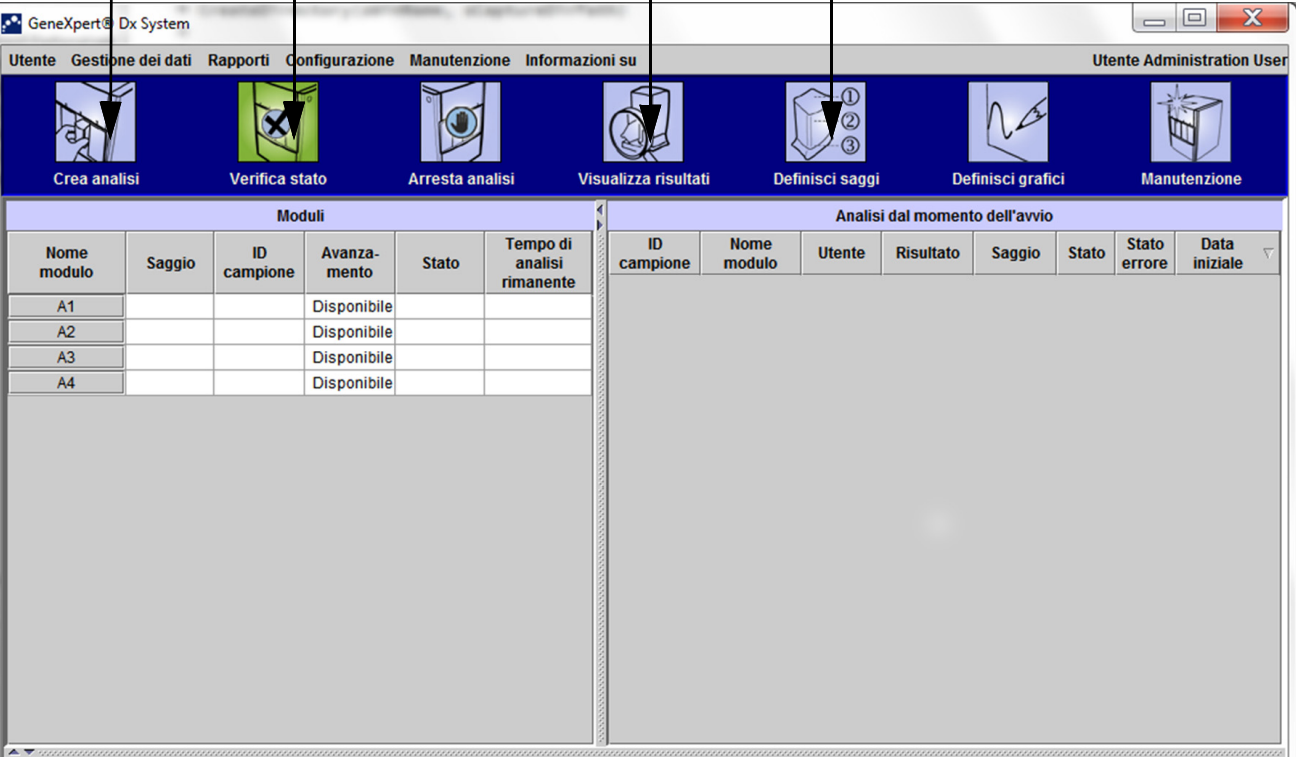 GeneXpert® Dx System
Utente Gestione dei dati Rapporti Configurazione Manutenzione Informazioni su Utente Administration User
① 
② 
③
Crea analisi Verifica stato Arresta analisi Visualizza risultati Definisci saggi Definisci grafici Manutenzione
Moduli
Nome modulo Saggio ID campione Avanza- mento Stato Tempo di analisi rimanente
A1 Disponibile
A2 Disponibile
A3 Disponibile
A4 Disponibile
Analisi dal momento dell'avvio
ID campione Nome modulo Utente Risultato Saggio Stato Stato errore Data iniziale